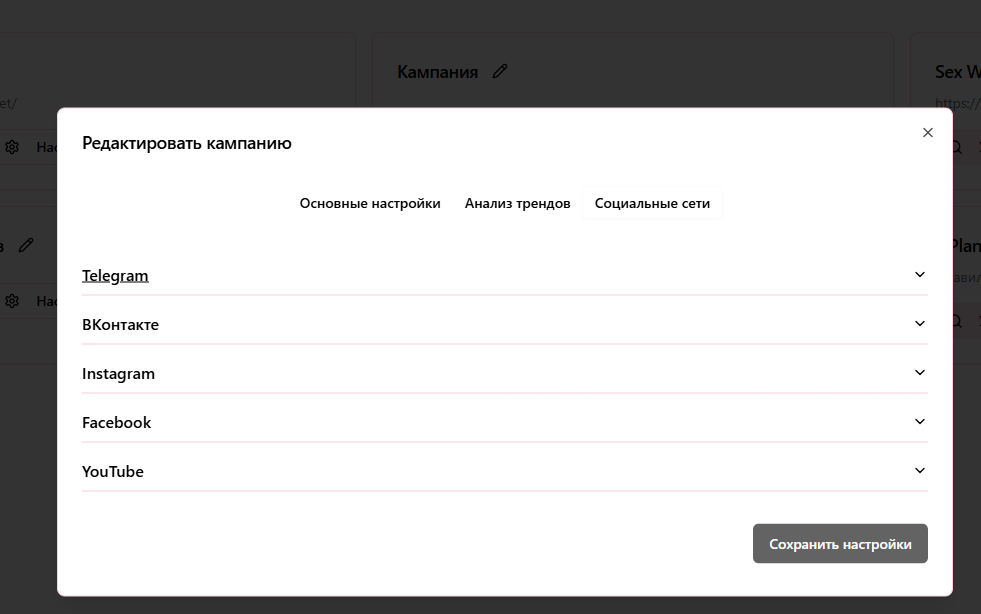 Кампания
Sex W
et/
https://
Редактировать кампанию
Нас
Основные настройки
Анализ трендов
Социальные сети
в
Plan
Telegram
авил
Нас
ВКонтакте
Instagram
Facebook
YouTube
Сохранить настройки